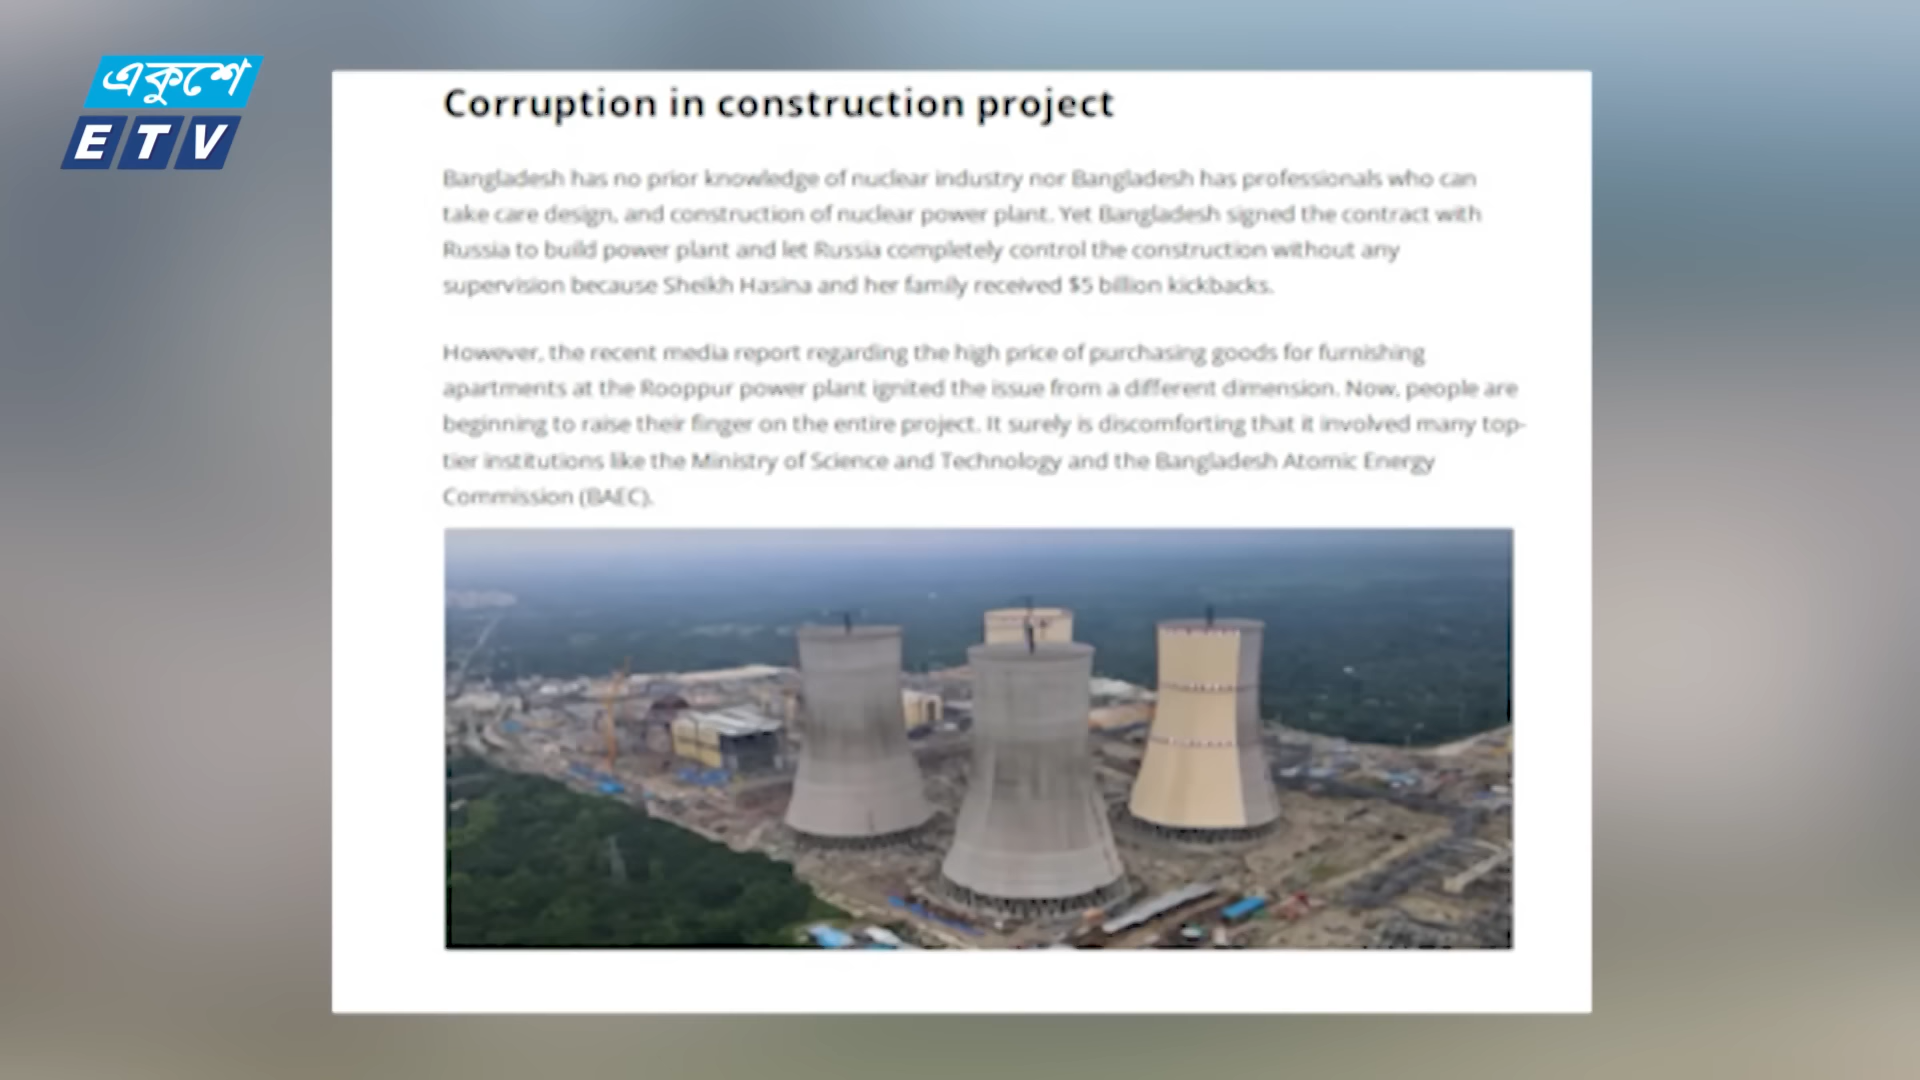 একুশে
ETV
Corruption in construction project
Bangladesh has no prior knowledge of nuclear industry nor Bangladesh has professionals who can
take care design, and construction of nuclear power plant. Yet Bangladesh signed the contract with
Russia to build power plant and let Russia completely control the construction without any
supervision because Sheikh Hasina and her family received $5 billion kickbacks.
However, the recent media report regarding the high price of purchasing goods for furnishing
apartments at the Rooppur power plant ignited the issue from a different dimension. Now, people are
beginning to raise their finger on the entire project. It surely is discomforting that it involved many top-
tier institutions like the Ministry of Science and Technology and the Bangladesh Atomic Energy
Commission (BAEC).